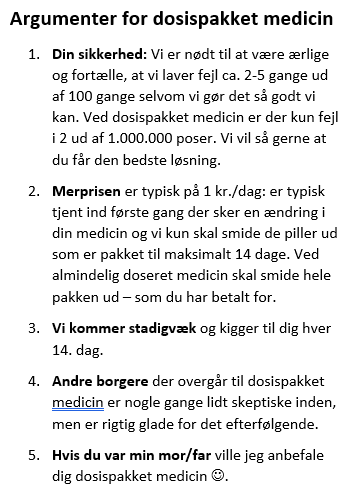 Argumenter for dosispakket medicin
1. Din sikkerhed: Vi er nødt til at være ærlige
og fortælle, at vi laver fejl ca. 2-5 gange ud
af 100 gange selvom vi gør det så godt vi
kan. Ved dosispakket medicin er der kun fejl
i 2 ud af 1.000.000 poser. Vi vil så gerne at
du får den bedste løsning.
2. Merprisen er typisk på 1 kr./dag: er typisk
tjent ind første gang der sker en ændring i
din medicin og vi kun skal smide de piller ud
som er pakket til maksimalt 14 dage. Ved
almindelig doseret medicin skal smide hele
pakken ud – som du har betalt for.
3. Vi kommer stadigvæk og kigger til dig hver
14. dag.
4. Andre borgere der overgår til dosispakket
medicin er nogle gange lidt skeptiske inden,
men er rigtig glade for det efterfølgende.
5. Hvis du var min mor/far ville jeg anbefale
dig dosispakket medicin ☺.